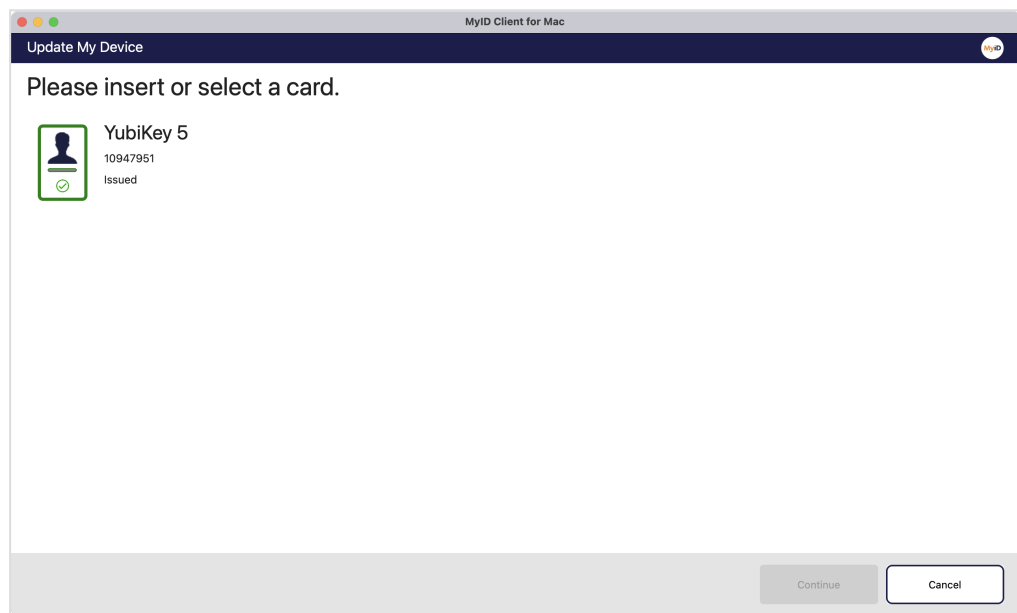 MyID Client for Mac
Update My Device
MyID
Please insert or select a card.
YubiKey 5
10947951
Issued
Continue
Cancel